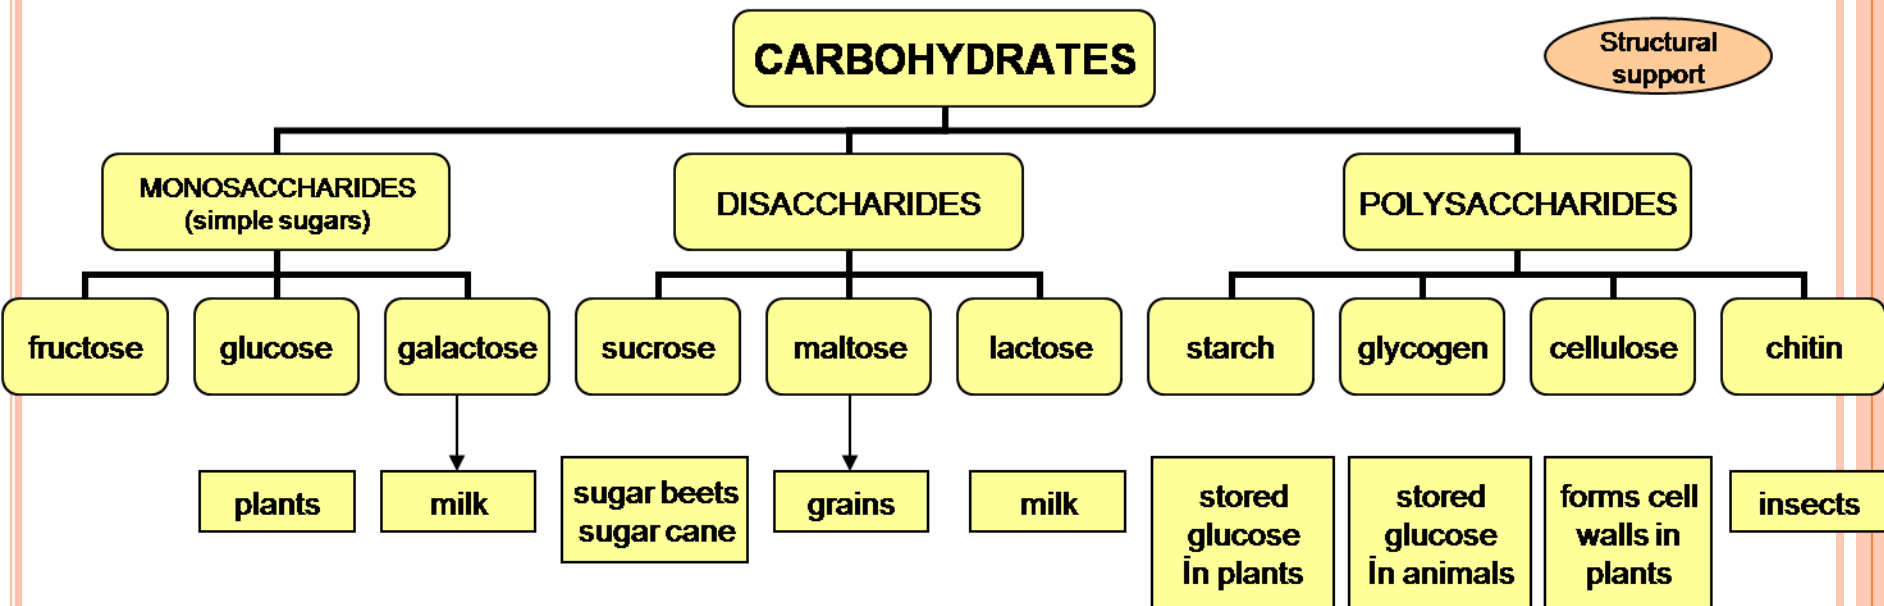 CARBOHYDRATES
Structural
support
MONOSACCHARIDES
(simple sugars)
DISACCHARIDES
POLYSACCHARIDES
fructose
glucose
galactose
sucrose
maltose
lactose
starch
glycogen
cellulose
chitin
plants
milk
sugar beets
sugar cane
grains
milk
stored
glucose
İn plants
stored
glucose
İn animals
forms cell
walls in
plants
insects